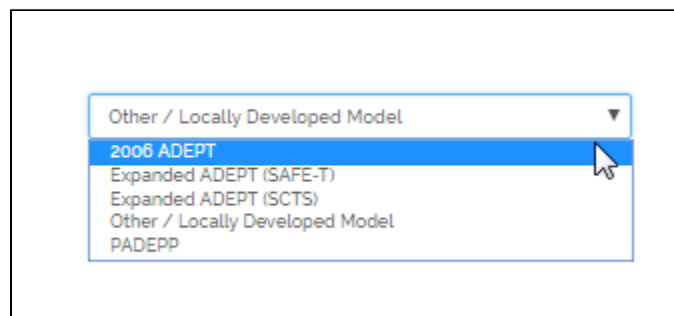 Other / Locally Developed Model
2006 ADEPT
Expanded ADEPT (SAFE-T)
Expanded ADEPT (SCTS)
Other / Locally Developed Model
PADEPP